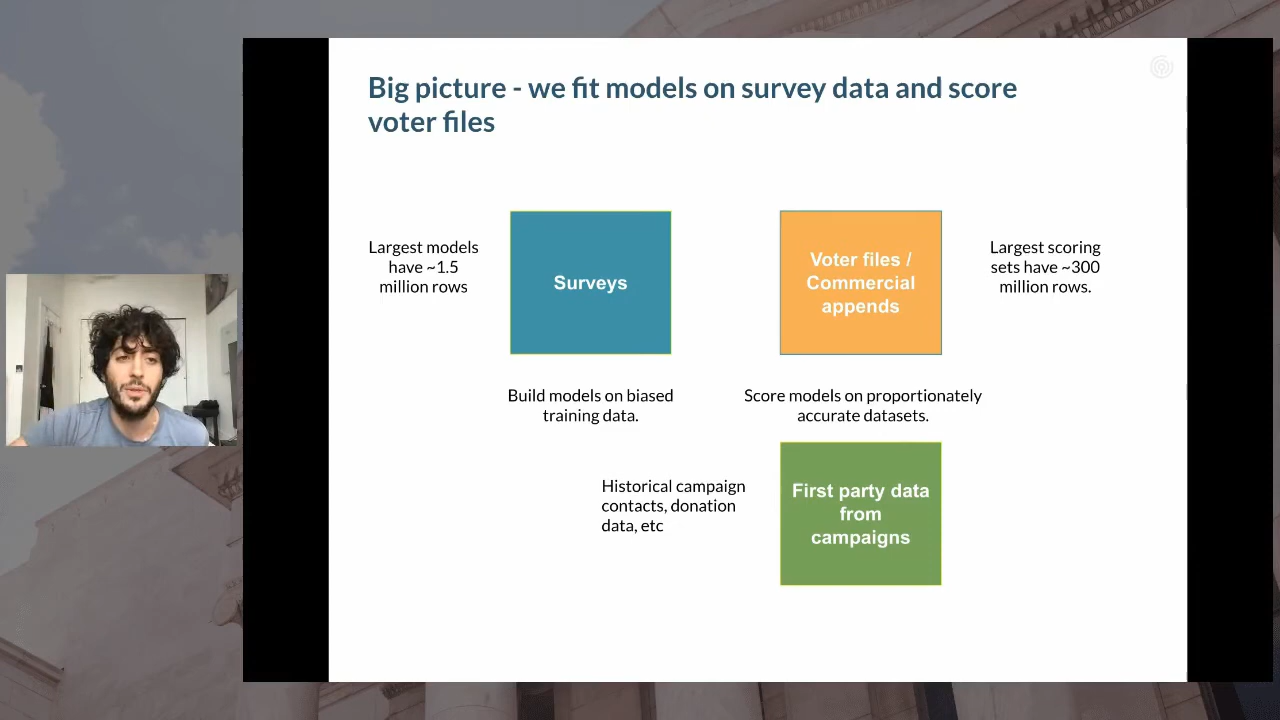 Big picture - we fit models on survey data and score
voter files
Largest models
have ~1.5
million rows
Surveys
Voter files /
Commercial
appends
Largest scoring
sets have ~300
million rows.
Build models on biased
training data.
Score models on proportionately
accurate datasets.
Historical campaign
contacts, donation
data, etc
First party data
from
campaigns